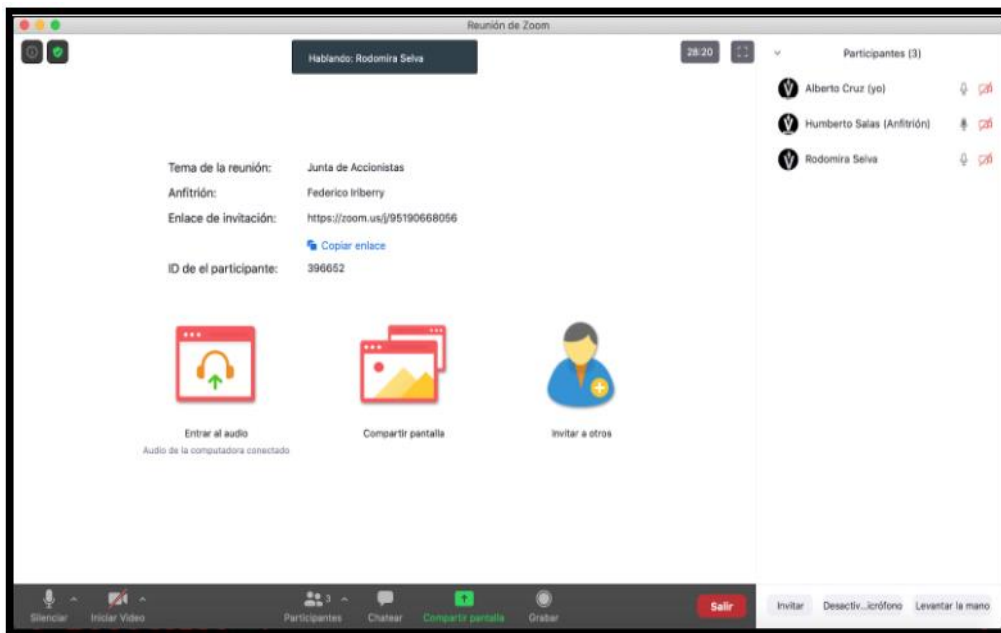 Reunión de Zoom
Hablando: Rodomira Selva
28:20
Participantes (3)
Alberto Cruz (yo)
Humberto Salas (Anfitrión)
Rodomira Selva
Tema de la reunión: Junta de Accionistas
Anfitrión: Federico Iriberry
Enlace de invitación: https://zoom.us/j/95190668056
Copiar enlace
ID de el participante: 396652
Entrar al audio
Audio de la computadora conectado
Compartir pantalla
Invitar a otros
Silenciar
Iniciar Video
Participantes 3
Chatear
Compartir pantalla
Grabar
Salir
Invitar
Desactiv...icrófono
Levantar la mano